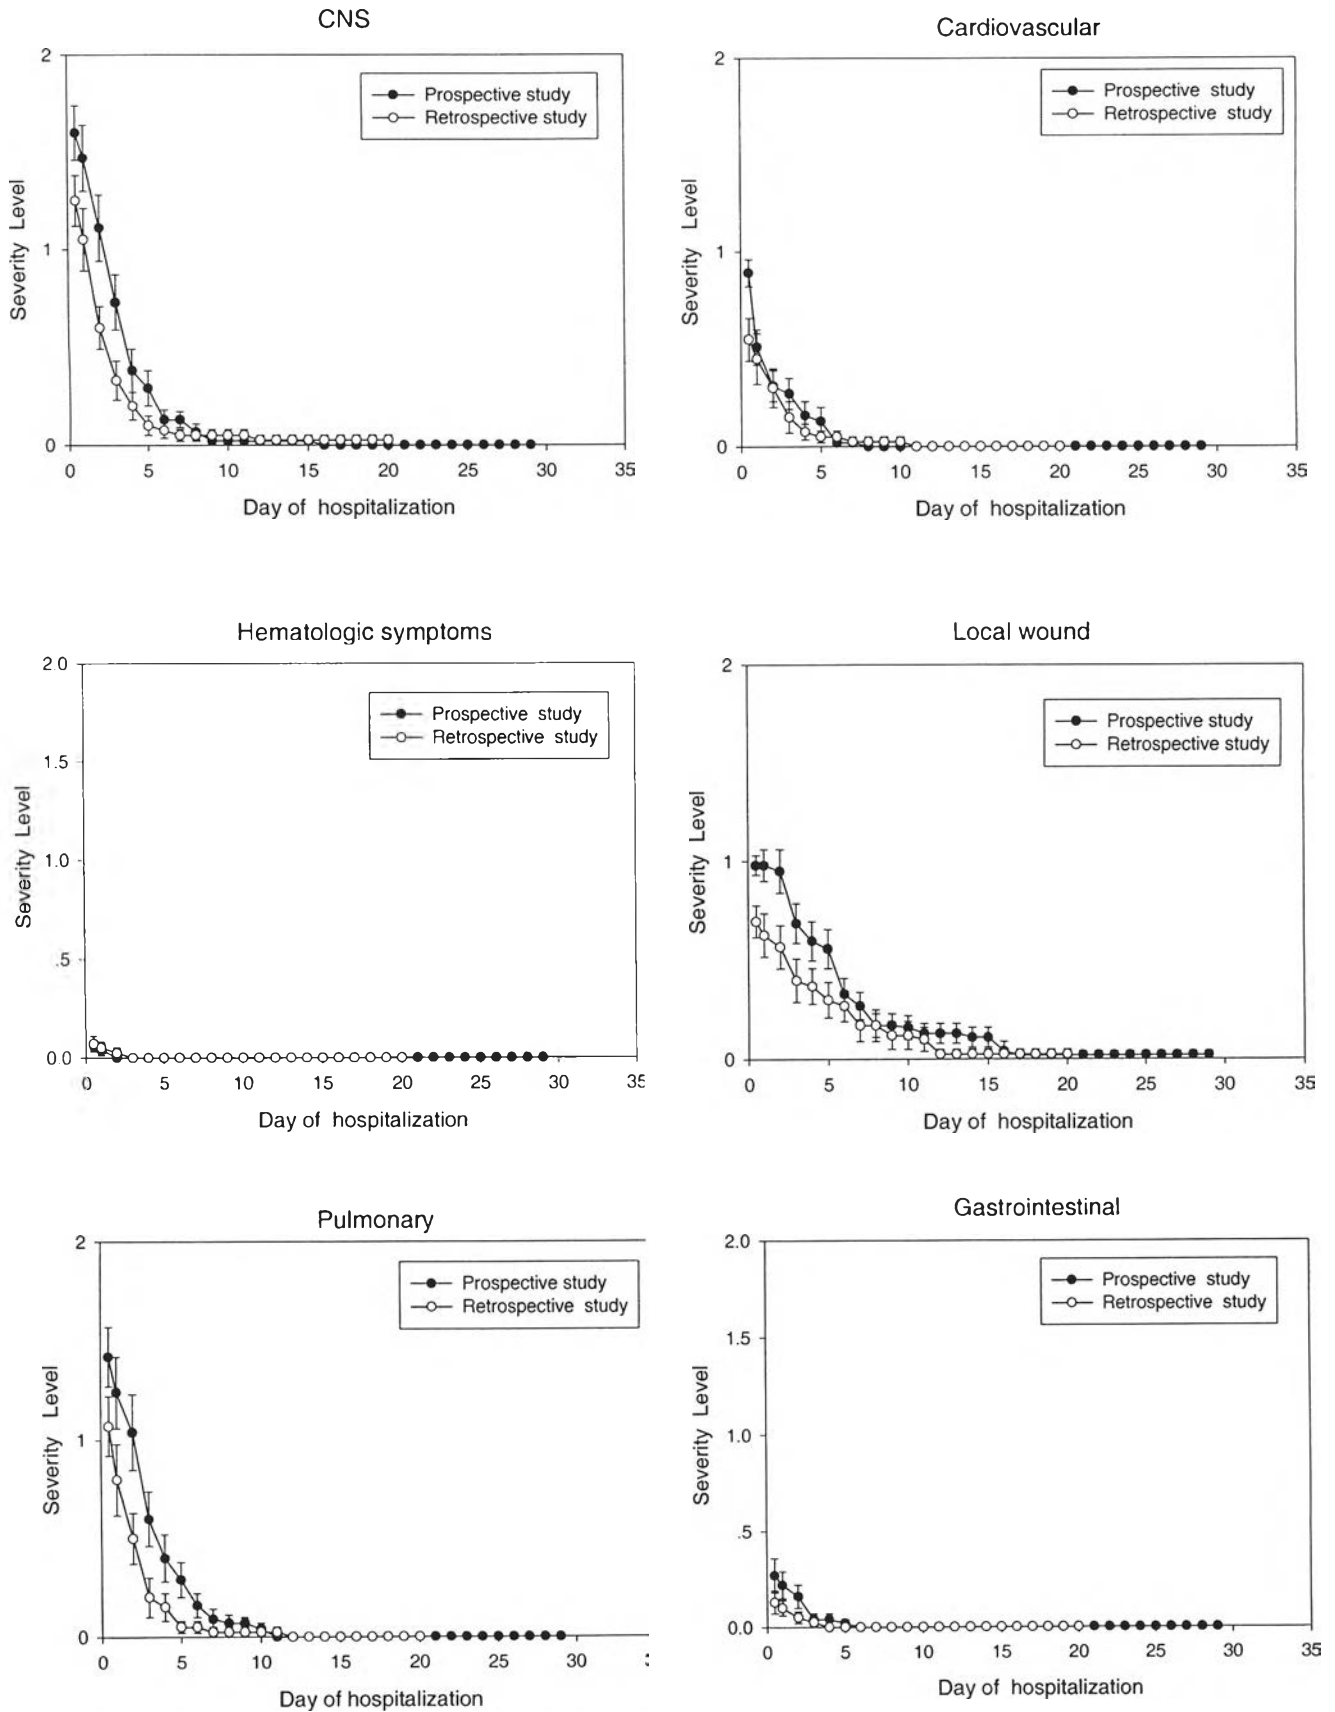 CNS
2
Prospective study
Retrospective study
1
0
Severity Level
0 5 10 15 20 25 30 35
Day of hospitalization
Cardiovascular
2
Prospective study
Retrospective study
1
0
Severity Level
0 5 10 15 20 25 30 35
Day of hospitalization
Hematologic symptoms
2.0
Prospective study
Retrospective study
1.5
1.0
.5
0.0
Severity Level
0 5 10 15 20 25 30 35
Day of hospitalization
Local wound
2
Prospective study
Retrospective study
1
0
Severity Level
0 5 10 15 20 25 30 35
Day of hospitalization
Pulmonary
2
Prospective study
Retrospective study
1
0
Severity Level
0 5 10 15 20 25 30
Day of hospitalization
Gastrointestinal
2.0
Prospective study
Retrospective study
1.5
1.0
.5
0.0
Severity Level
0 5 10 15 20 25 30 35
Day of hospitalization